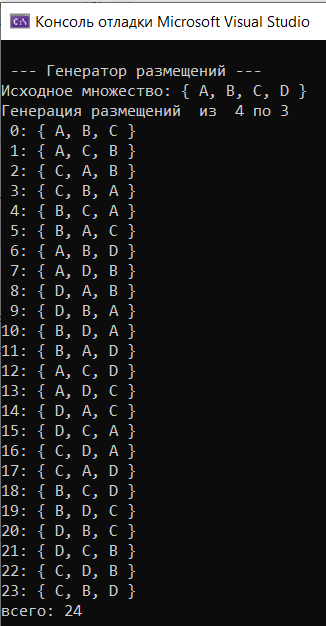 Консоль отладки Microsoft Visual Studio
--- Генератор размещений ---
Исходное множество: { A, B, C, D }
Генерация размещений  из  4 по 3
 0: { A, B, C }
 1: { A, C, B }
 2: { C, A, B }
 3: { C, B, A }
 4: { B, C, A }
 5: { B, A, C }
 6: { A, B, D }
 7: { A, D, B }
 8: { D, A, B }
 9: { D, B, A }
10: { B, D, A }
11: { B, A, D }
12: { A, C, D }
13: { A, D, C }
14: { D, A, C }
15: { D, C, A }
16: { C, D, A }
17: { C, A, D }
18: { B, C, D }
19: { B, D, C }
20: { D, B, C }
21: { D, C, B }
22: { C, D, B }
23: { C, B, D }
всего: 24